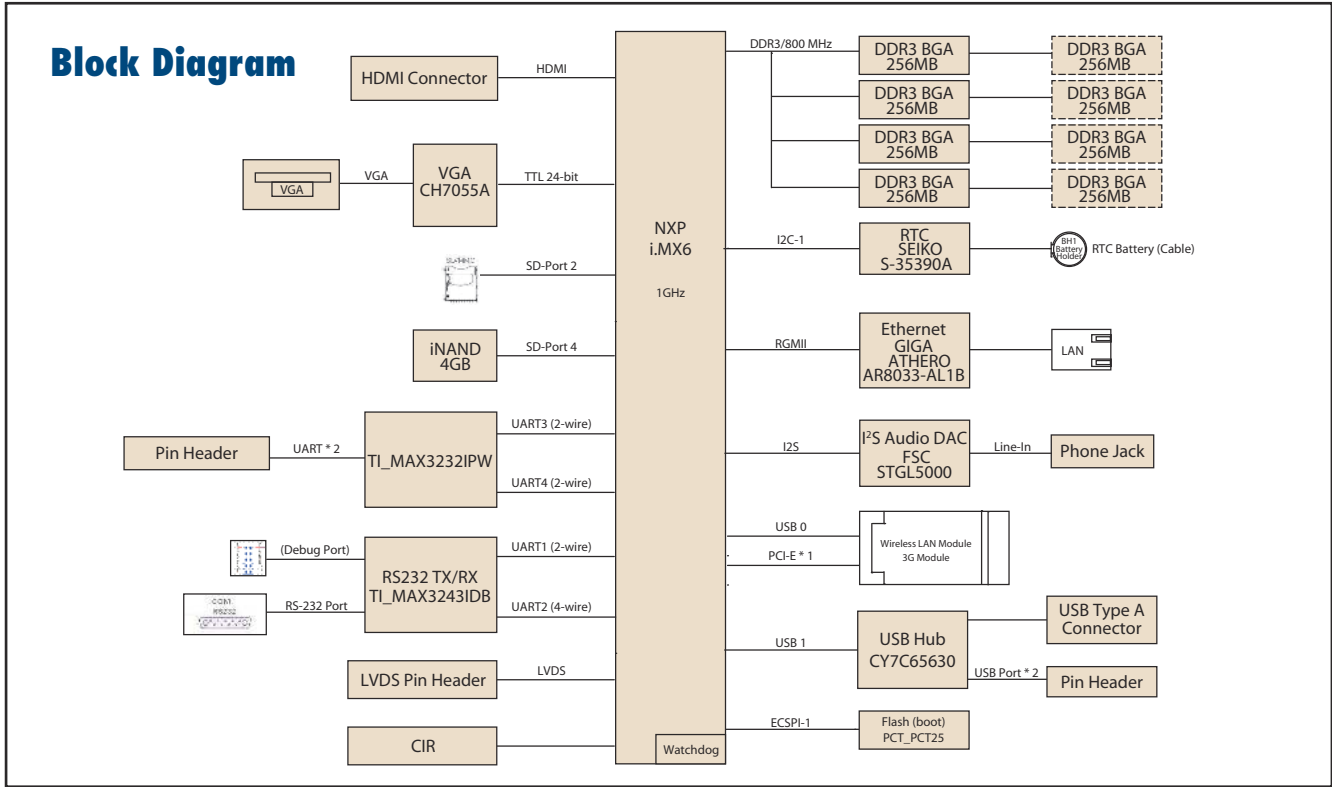 Block Diagram
HDMI Connector
HDMI
VGA
VGA
VGA
CH7055A
TTL 24-bit
SD-Port 2
iNAND
4GB
SD-Port 4
Pin Header
UART * 2
TI_MAX3232IPW
UART3 (2-wire)
UART4 (2-wire)
(Debug Port)
COM
RS232
RS-232 Port
RS232 TX/RX
TI_MAX3243IDB
UART1 (2-wire)
UART2 (4-wire)
LVDS Pin Header
LVDS
CIR
NXP
i.MX6
1GHz
Watchdog
DDR3/800 MHz
DDR3 BGA
256MB
DDR3 BGA
256MB
DDR3 BGA
256MB
DDR3 BGA
256MB
DDR3 BGA
256MB
DDR3 BGA
256MB
DDR3 BGA
256MB
DDR3 BGA
256MB
I2C-1
RTC
SEIKO
S-35390A
BH1
Battery
Holder
RTC Battery (Cable)
RGMII
Ethernet
GIGA
ATHERO
AR8033-AL1B
LAN
I2S
I²S Audio DAC
FSC
STGL5000
Line-In
Phone Jack
USB 0
PCI-E * 1
Wireless LAN Module
3G Module
USB 1
USB Hub
CY7C65630
USB Type A
Connector
USB Port * 2
Pin Header
ECSPI-1
Flash (boot)
PCT_PCT25